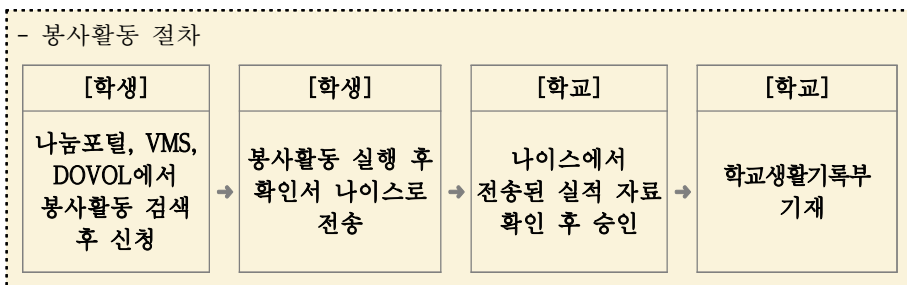 - 봉사활동 절차
[학생]
나눔포털, VMS,
DOVOL에서
봉사활동 검색
후 신청
➜
[학생]
봉사활동 실행 후
확인서 나이스로
전송
➜
[학교]
나이스에서
전송된 실적 자료
확인 후 승인
➜
[학교]
학교생활기록부
기재